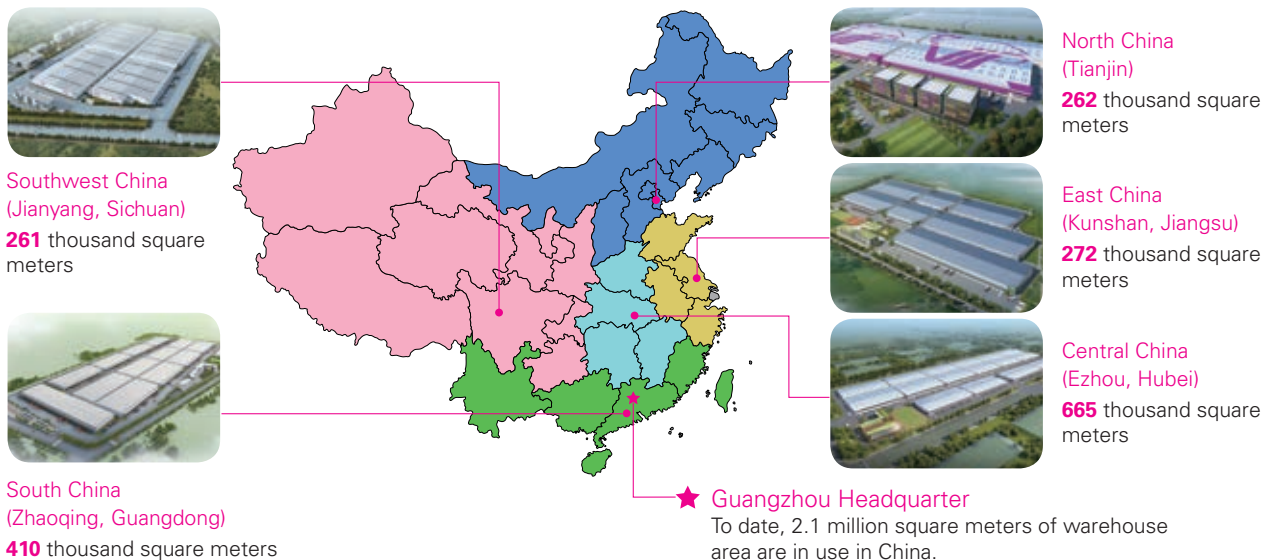 Southwest China
(Jianyang, Sichuan)
261 thousand square
meters
South China
(Zhaoqing, Guangdong)
410 thousand square meters
North China
(Tianjin)
262 thousand square
meters
East China
(Kunshan, Jiangsu)
272 thousand square
meters
Central China
(Ezhou, Hubei)
665 thousand square
meters
Guangzhou Headquarter
To date, 2.1 million square meters of warehouse
area are in use in China.